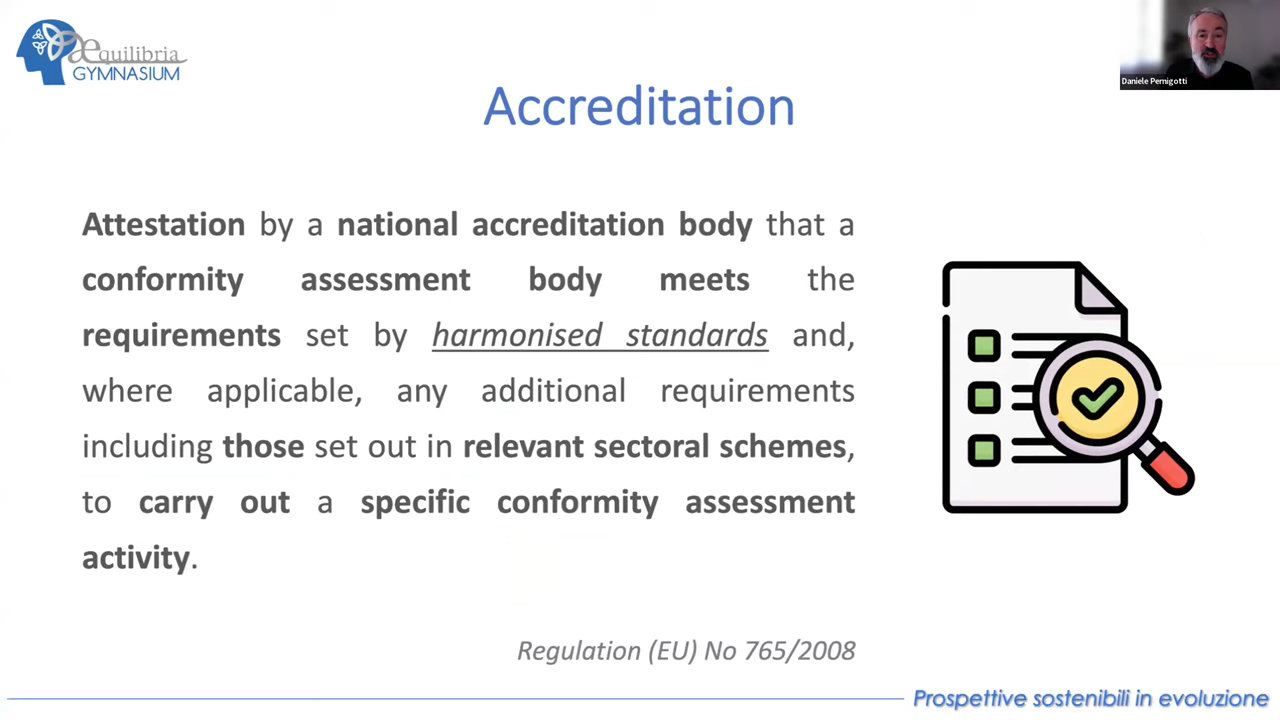 Æquilibria
GYMNASIUM
Daniele Pernigotti
Accreditation
Attestation by a national accreditation body that a
conformity assessment body meets the
requirements set by harmonised standards and,
where applicable, any additional requirements
including those set out in relevant sectoral schemes,
to carry out a specific conformity assessment
activity.
Regulation (EU) No 765/2008
Prospettive sostenibili in evoluzione